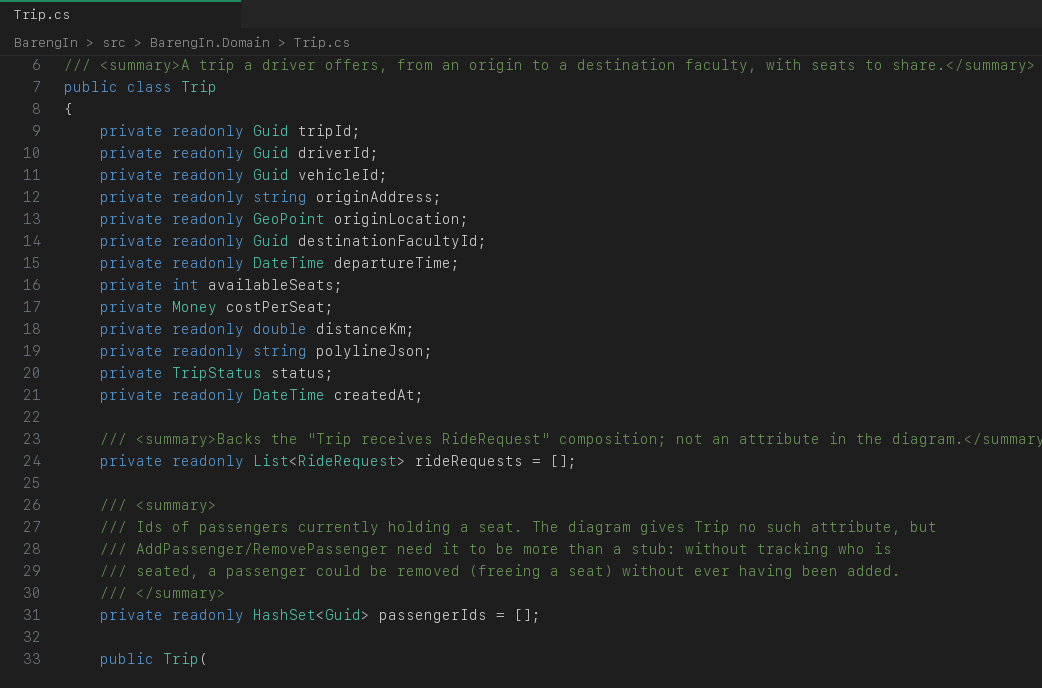 Trip.cs
BarengIn > src > BarengIn.Domain > Trip.cs
6 /// <summary>A trip a driver offers, from an origin to a destination faculty, with seats to share.</summary>
7 public class Trip
8 {
9 private readonly Guid tripId;
10 private readonly Guid driverId;
11 private readonly Guid vehicleId;
12 private readonly string originAddress;
13 private readonly GeoPoint originLocation;
14 private readonly Guid destinationFacultyId;
15 private readonly DateTime departureTime;
16 private int availableSeats;
17 private Money costPerSeat;
18 private readonly double distanceKm;
19 private readonly string polylineJson;
20 private TripStatus status;
21 private readonly DateTime createdAt;
22
23 /// <summary>Backs the "Trip receives RideRequest" composition; not an attribute in the diagram.</summary
24 private readonly List<RideRequest> rideRequests = [];
25
26 /// <summary>
27 /// Ids of passengers currently holding a seat. The diagram gives Trip no such attribute, but
28 /// AddPassenger/RemovePassenger need it to be more than a stub: without tracking who is
29 /// seated, a passenger could be removed (freeing a seat) without ever having been added.
30 /// </summary>
31 private readonly HashSet<Guid> passengerIds = [];
32
33 public Trip(